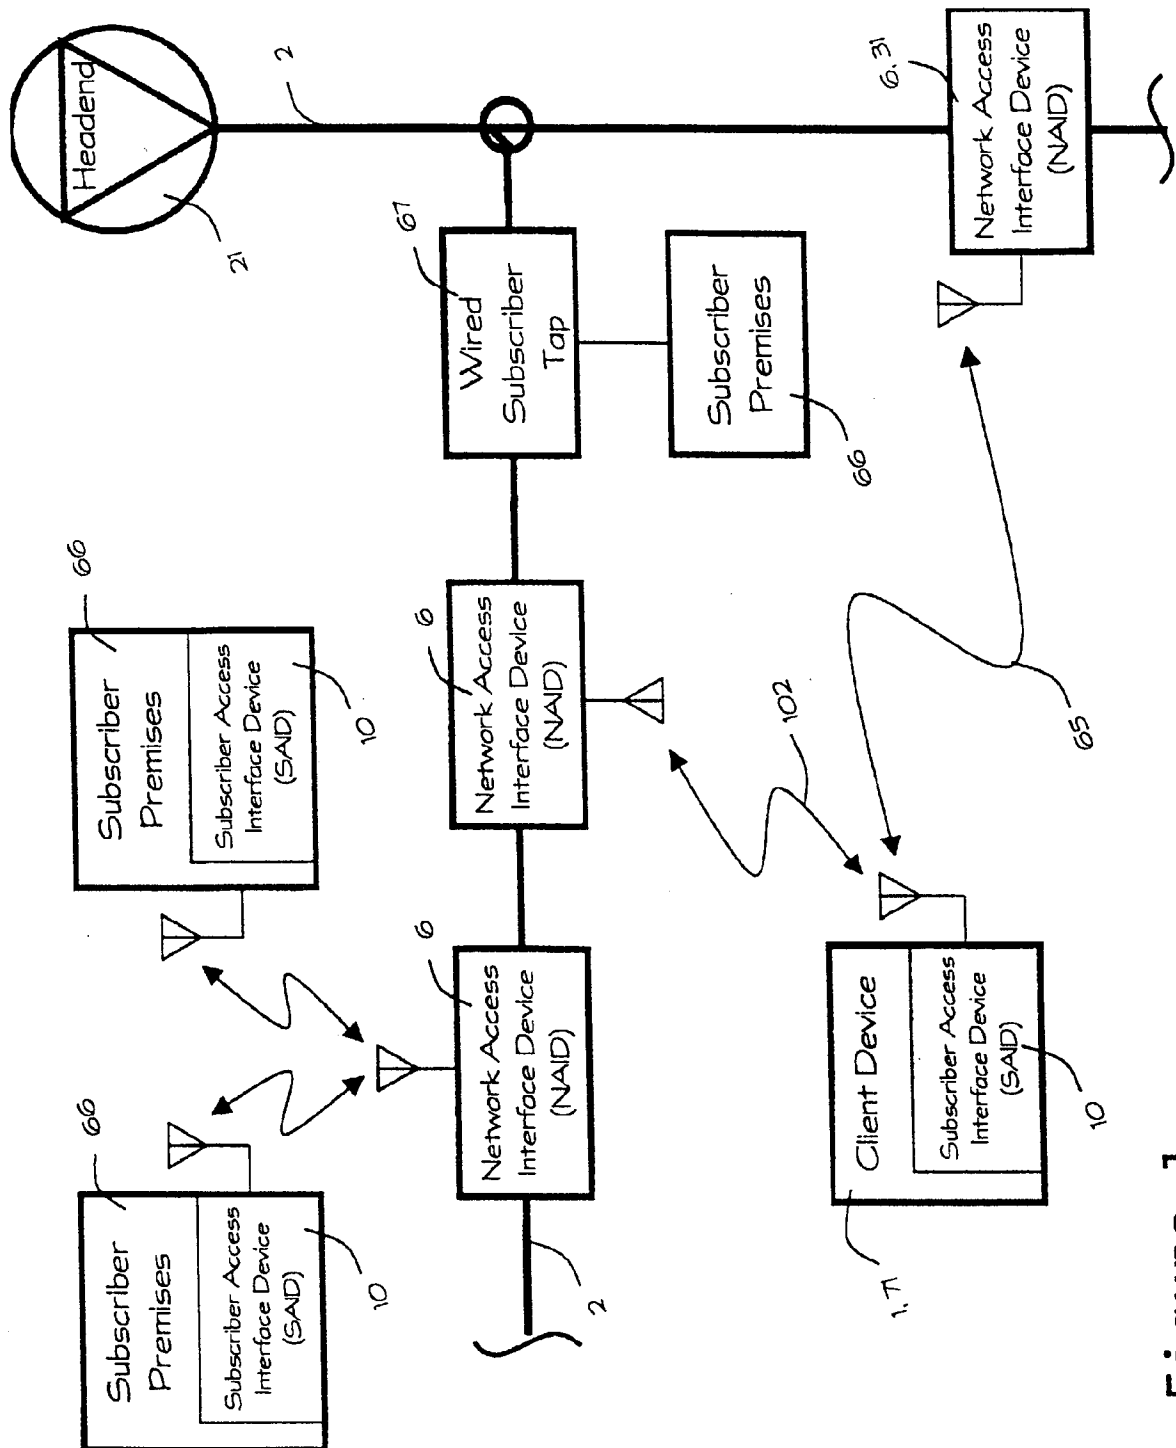 Subscriber
Premises
66
Subscriber Access
Interface Device
(SAID)
10
Subscriber
Premises
66
Subscriber Access
Interface Device
(SAID)
10
Headend
21
2
Network Access
Interface Device
(NAID)
6
Network Access
Interface Device
(NAID)
6
Wired
Subscriber
Tap
67
2
Subscriber
Premises
66
102
Client Device
1, 71
Subscriber Access
Interface Device
(SAID)
10
65
Network Access
Interface Device
(NAID)
6, 31
Figure 1